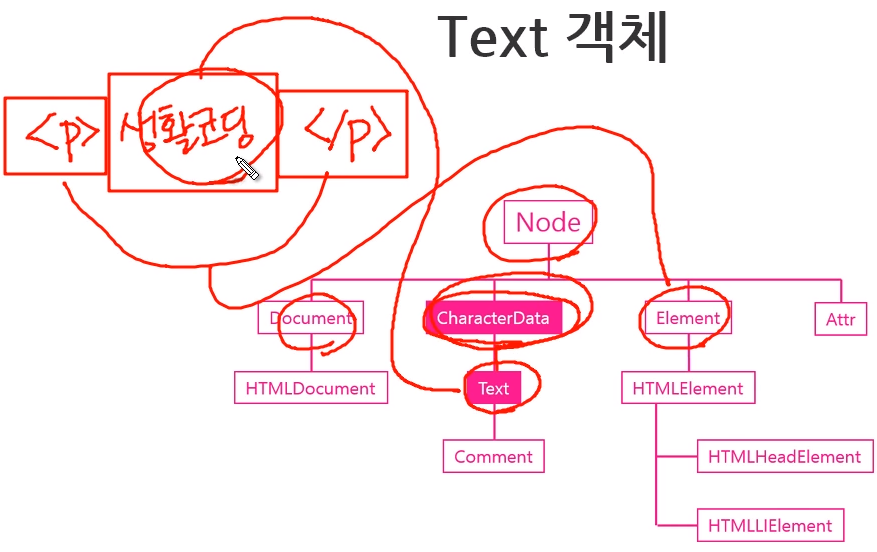 Text 객체
<p> 생활코딩 </p>
Node
Document
CharacterData
Element
Attr
HTMLDocument
Text
HTMLElement
Comment
HTMLHeadElement
HTMLLIElement